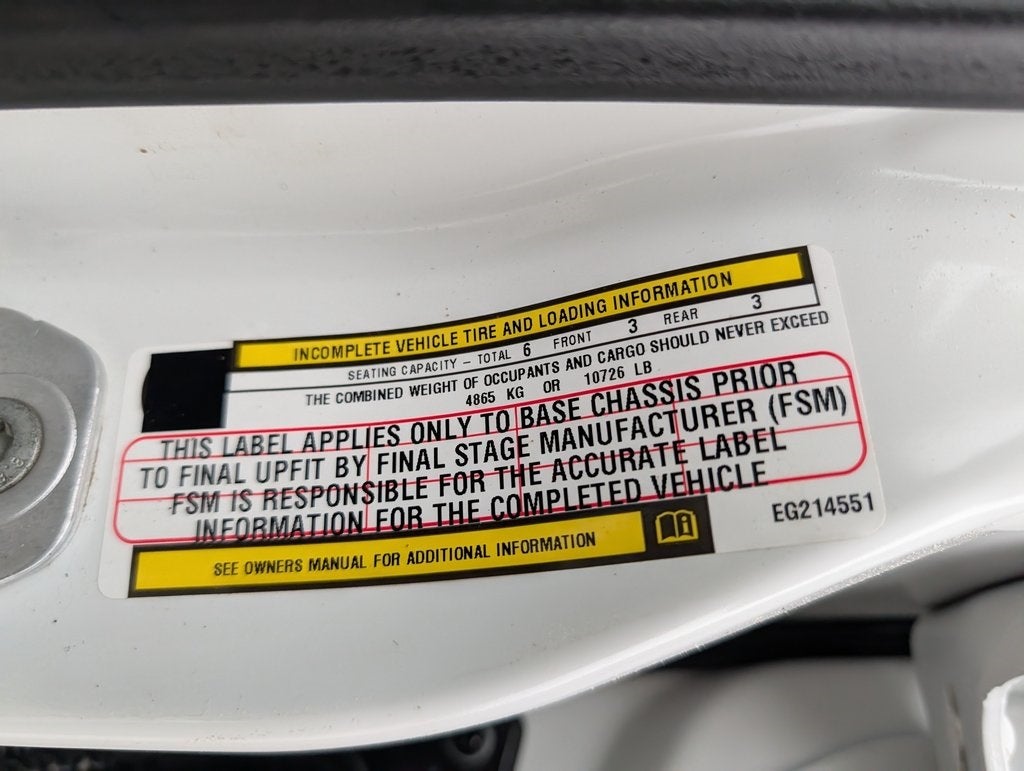 INCOMPLETE VEHICLE TIRE AND LOADING INFORMATION
SEATING CAPACITY - TOTAL 6 FRONT 3 REAR 3
THE COMBINED WEIGHT OF OCCUPANTS AND CARGO SHOULD NEVER EXCEED
4865 KG OR 10726 LB
THIS LABEL APPLIES ONLY TO BASE CHASSIS PRIOR
TO FINAL UPFIT BY FINAL STAGE MANUFACTURER (FSM)
FSM IS RESPONSIBLE FOR THE ACCURATE LABEL
INFORMATION FOR THE COMPLETED VEHICLE
EG214551
SEE OWNERS MANUAL FOR ADDITIONAL INFORMATION